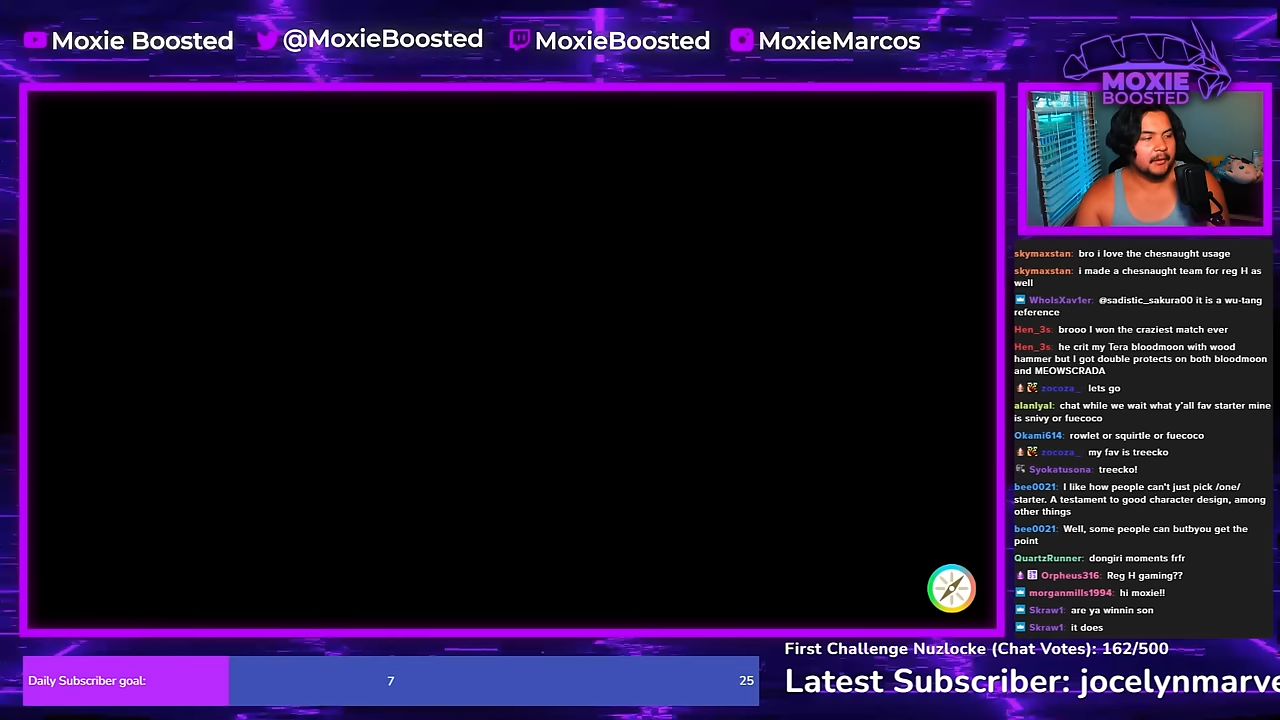 Moxie Boosted @MoxieBoosted MoxieBoosted MoxieMarcos
MOXIE
BOOSTED
skymaxstan: bro i love the chesnaught usage
skymaxstan: i made a chesnaught team for reg H as
well
WhoIsXav1er: @sadistic_sakura00 it is a wu-tang
reference
Hen_3s: brooo I won the craziest match ever
Hen_3s: he crit my Tera bloodmoon with wood
hammer but I got double protects on both bloodmoon
and MEOWSCRADA
zocoza_: lets go
alanlyal: chat while we wait what y'all fav starter mine
is snivy or fuecoco
Okami614: rowlet or squirtle or fuecoco
zocoza_: my fav is treecko
Syokatusona: treecko!
bee0021: I like how people can't just pick /one/
starter. A testament to good character design, among
other things
bee0021: Well, some people can butbyou get the
point
QuartzRunner: dongiri moments frfr
Orpheus316: Reg H gaming??
morganmills1994: hi moxie!!
Skraw1: are ya winnin son
Skraw1: it does
First Challenge Nuzlocke (Chat Votes): 162/500
Daily Subscriber goal: 7 25
Latest Subscriber: jocelynmarve